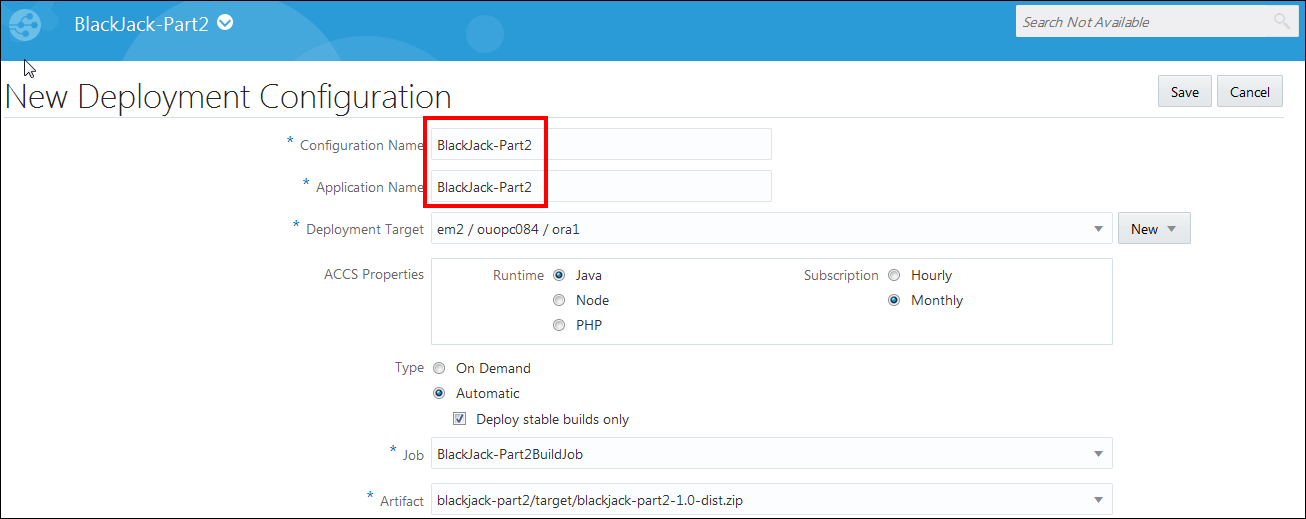 BlackJack-Part2
Search Not Available
New Deployment Configuration
Save Cancel
* Configuration Name BlackJack-Part2
* Application Name BlackJack-Part2
* Deployment Target em2 / ouopc084 / ora1 New
ACCS Properties Runtime Java Subscription Hourly
Node Monthly
PHP
Type On Demand
Automatic
Deploy stable builds only
* Job BlackJack-Part2BuildJob
* Artifact blackjack-part2/target/blackjack-part2-1.0-dist.zip